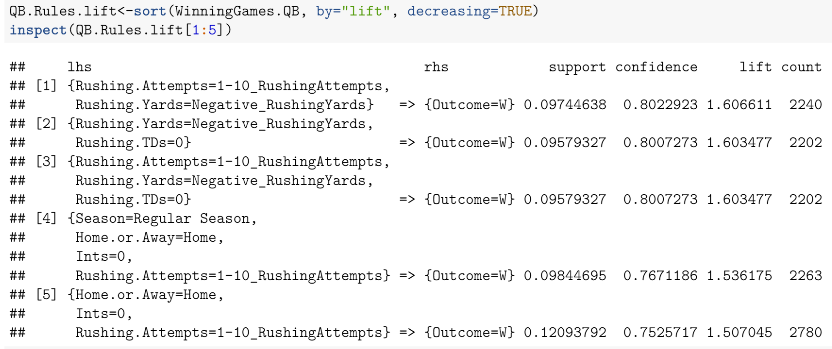 QB.Rules.lift<-sort(WinningGames.QB, by="lift", decreasing=TRUE)
inspect(QB.Rules.lift[1:5])
##     lhs                                         rhs         support confidence     lift count
## [1] {Rushing.Attempts=1-10_RushingAttempts,
##      Rushing.Yards=Negative_RushingYards}    => {Outcome=W} 0.09744638  0.8022923 1.606611  2240
## [2] {Rushing.Yards=Negative_RushingYards,
##      Rushing.TDs=0}                          => {Outcome=W} 0.09579327  0.8007273 1.603477  2202
## [3] {Rushing.Attempts=1-10_RushingAttempts,
##      Rushing.Yards=Negative_RushingYards,
##      Rushing.TDs=0}                          => {Outcome=W} 0.09579327  0.8007273 1.603477  2202
## [4] {Season=Regular Season,
##      Home.or.Away=Home,
##      Ints=0,
##      Rushing.Attempts=1-10_RushingAttempts} => {Outcome=W} 0.09844695  0.7671186 1.536175  2263
## [5] {Home.or.Away=Home,
##      Ints=0,
##      Rushing.Attempts=1-10_RushingAttempts} => {Outcome=W} 0.12093792  0.7525717 1.507045  2780